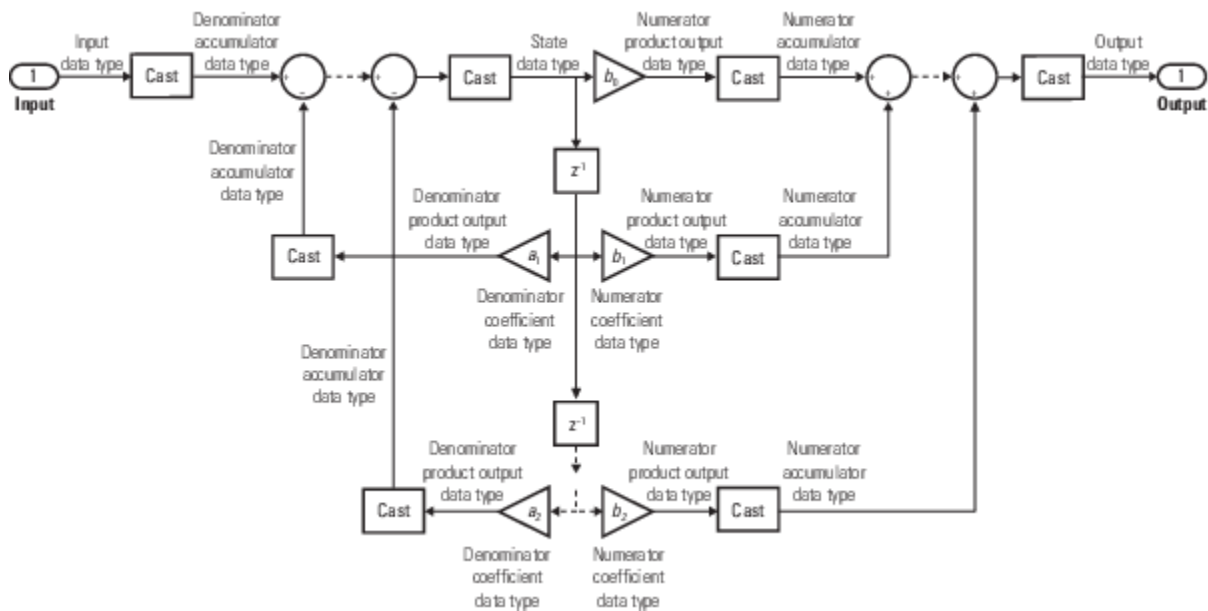 Input
data type
Denominator
accumulator
data type
State
data type
Numerator
product output
data type
Numerator
accumulator
data type
Output
data type
1
Input
Cast
+
−
+
−
Cast
b0
Cast
+
+
+
+
Cast
1
Output
Denominator
accumulator
data type
z-1
Denominator
product output
data type
Numerator
product output
data type
Numerator
accumulator
data type
Cast
a1
b1
Cast
Denominator
coefficient
data type
Numerator
coefficient
data type
Denominator
accumulator
data type
z-1
Denominator
product output
data type
Numerator
product output
data type
Numerator
accumulator
data type
Cast
a2
b2
Cast
Denominator
coefficient
data type
Numerator
coefficient
data type